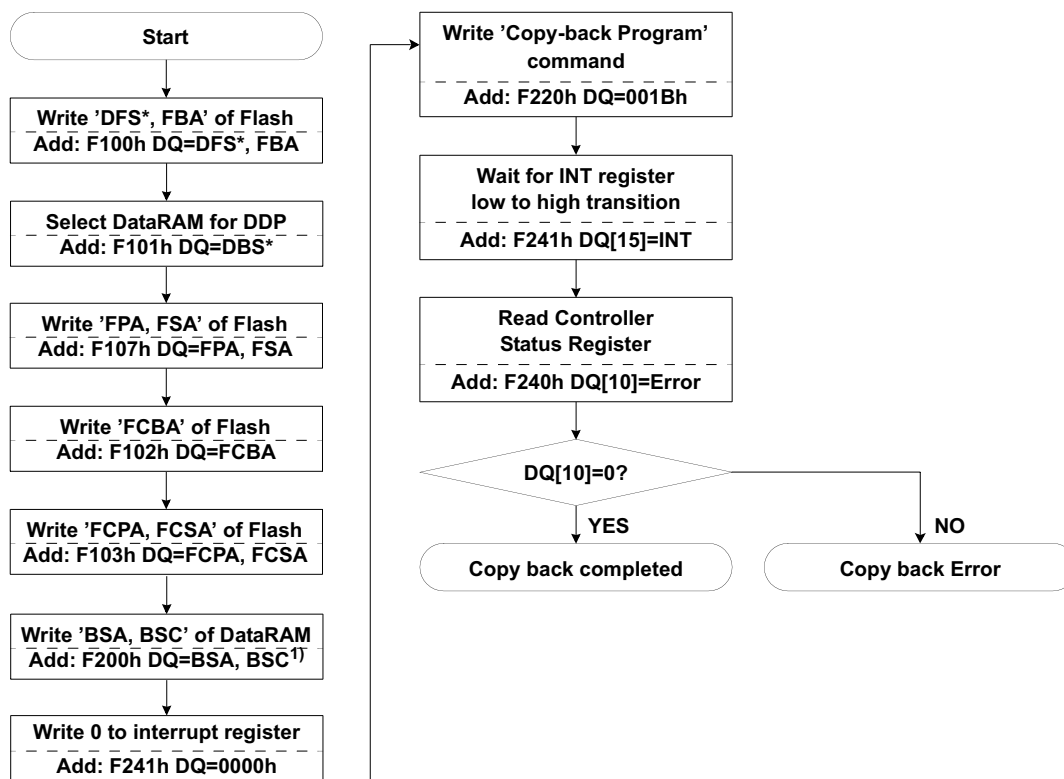 Start
Write ’DFS*, FBA’ of Flash
Add: F100h DQ=DFS*, FBA
Select DataRAM for DDP
Add: F101h DQ=DBS*
Write ’FPA, FSA’ of Flash
Add: F107h DQ=FPA, FSA
Write ’FCBA’ of Flash
Add: F102h DQ=FCBA
Write ’FCPA, FCSA’ of Flash
Add: F103h DQ=FCPA, FCSA
Write ’BSA, BSC’ of DataRAM
Add: F200h DQ=BSA, BSC1)
Write 0 to interrupt register
Add: F241h DQ=0000h
Write ’Copy-back Program’
command
Add: F220h DQ=001Bh
Wait for INT register
low to high transition
Add: F241h DQ[15]=INT
Read Controller
Status Register
Add: F240h DQ[10]=Error
DQ[10]=0?
YES
NO
Copy back completed
Copy back Error